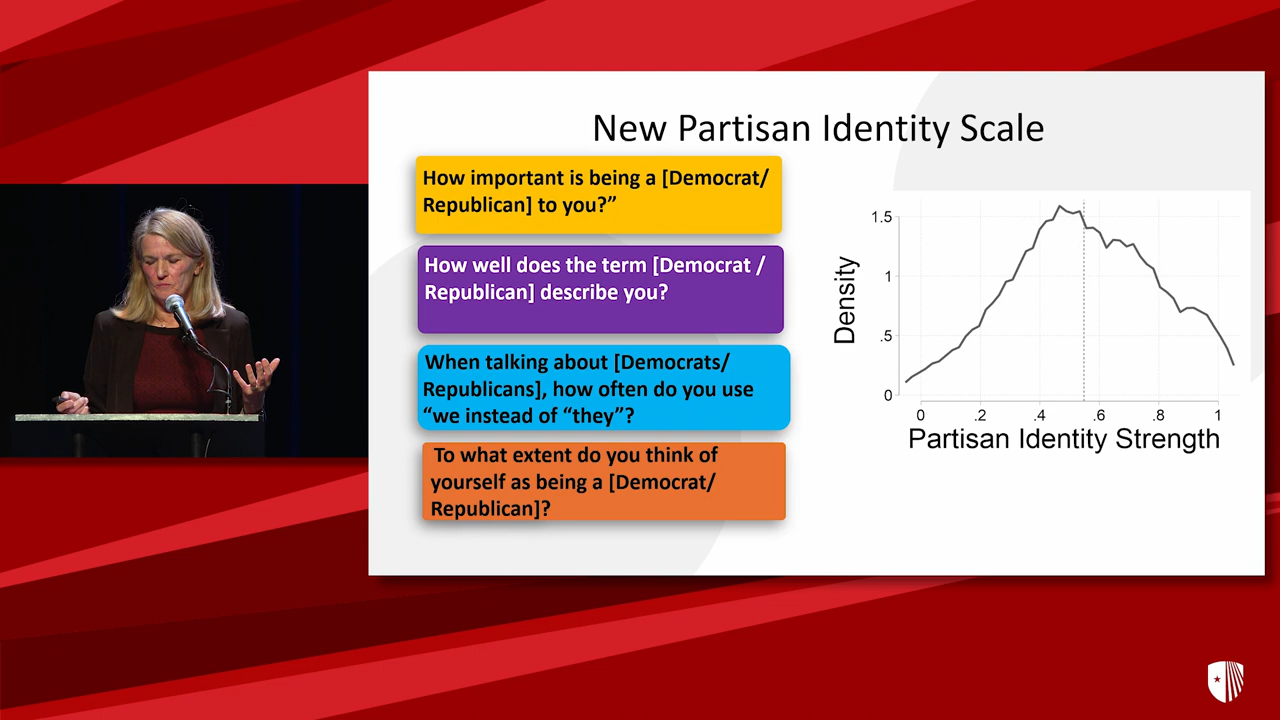 New Partisan Identity Scale
How important is being a [Democrat/
Republican] to you?”
How well does the term [Democrat /
Republican] describe you?
When talking about [Democrats/
Republicans], how often do you use
“we instead of “they”?
To what extent do you think of
yourself as being a [Democrat/
Republican]?
Density
1.5
1
.5
0
0 .2 .4 .6 .8 1
Partisan Identity Strength